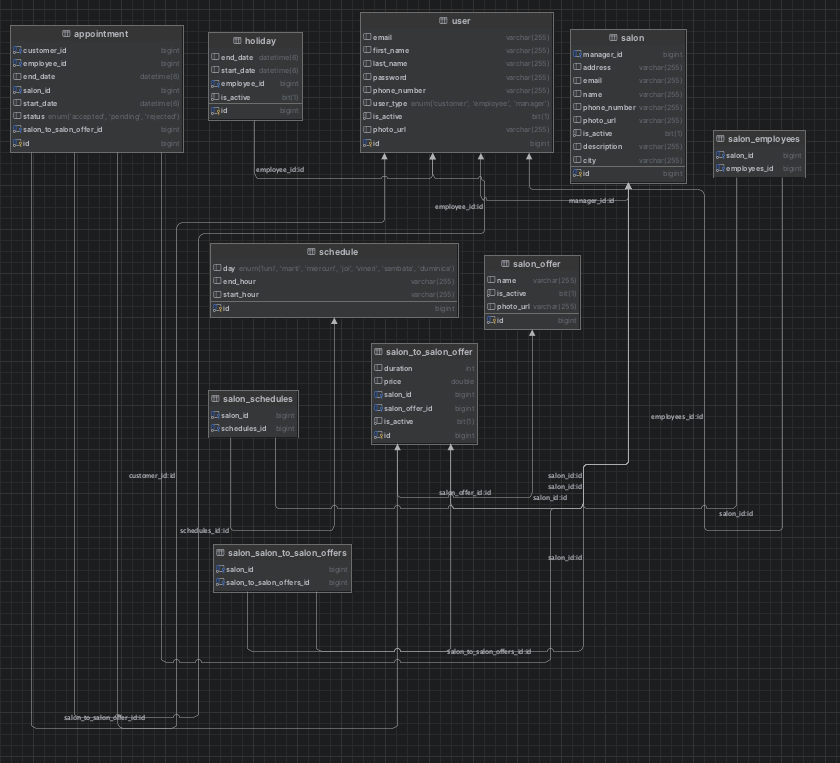 appointment
customer_id bigint
employee_id bigint
end_date datetime(6)
salon_id bigint
start_date datetime(6)
status enum('accepted', 'pending', 'rejected')
salon_to_salon_offer_id bigint
id bigint
holiday
end_date datetime(6)
start_date datetime(6)
employee_id bigint
is_active bit(1)
id bigint
user
email varchar(255)
first_name varchar(255)
last_name varchar(255)
password varchar(255)
phone_number varchar(255)
user_type enum('customer', 'employee', 'manager')
is_active bit(1)
photo_url varchar(255)
id bigint
salon
manager_id bigint
address varchar(255)
email varchar(255)
name varchar(255)
phone_number varchar(255)
photo_url varchar(255)
is_active bit(1)
description varchar(255)
city varchar(255)
id bigint
salon_employees
salon_id bigint
employees_id bigint
employee_id:id
employee_id:id
manager_id:id
schedule
day enum('luni', 'marti', 'miercuri', 'joi', 'vineri', 'sambata', 'duminica')
end_hour varchar(255)
start_hour varchar(255)
id bigint
salon_offer
name varchar(255)
is_active bit(1)
photo_url varchar(255)
id bigint
salon_to_salon_offer
duration int
price double
salon_id bigint
salon_offer_id bigint
is_active bit(1)
id bigint
salon_schedules
salon_id bigint
schedules_id bigint
employees_id:id
customer_id:id
salon_id:id
salon_id:id
salon_offer_id:id
salon_id:id
salon_id:id
schedules_id:id
salon_id:id
salon_salon_to_salon_offers
salon_id bigint
salon_to_salon_offers_id bigint
salon_to_salon_offers_id:id
salon_to_salon_offer_id:id